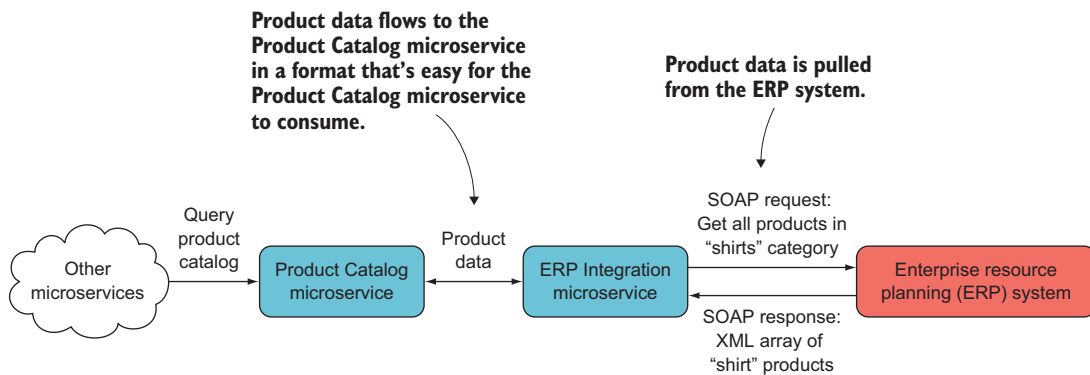 Product data flows to the
Product Catalog microservice
in a format that's easy for the
Product Catalog microservice
to consume.
Product data is pulled
from the ERP system.
Other
microservices
Query
product
catalog
Product Catalog
microservice
Product
data
ERP Integration
microservice
SOAP request:
Get all products in
“shirts” category
SOAP response:
XML array of
“shirt” products
Enterprise resource
planning (ERP) system